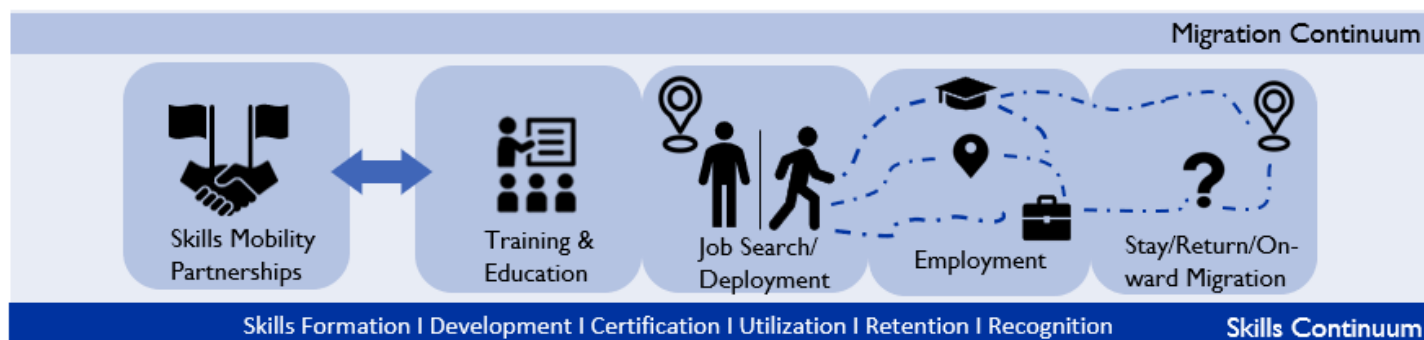 Migration Continuum
Skills Mobility
Partnerships
Training &
Education
Job Search/
Deployment
Employment
?
Stay/Return/On-
ward Migration
Skills Formation I Development I Certification I Utilization I Retention I Recognition
Skills Continuum